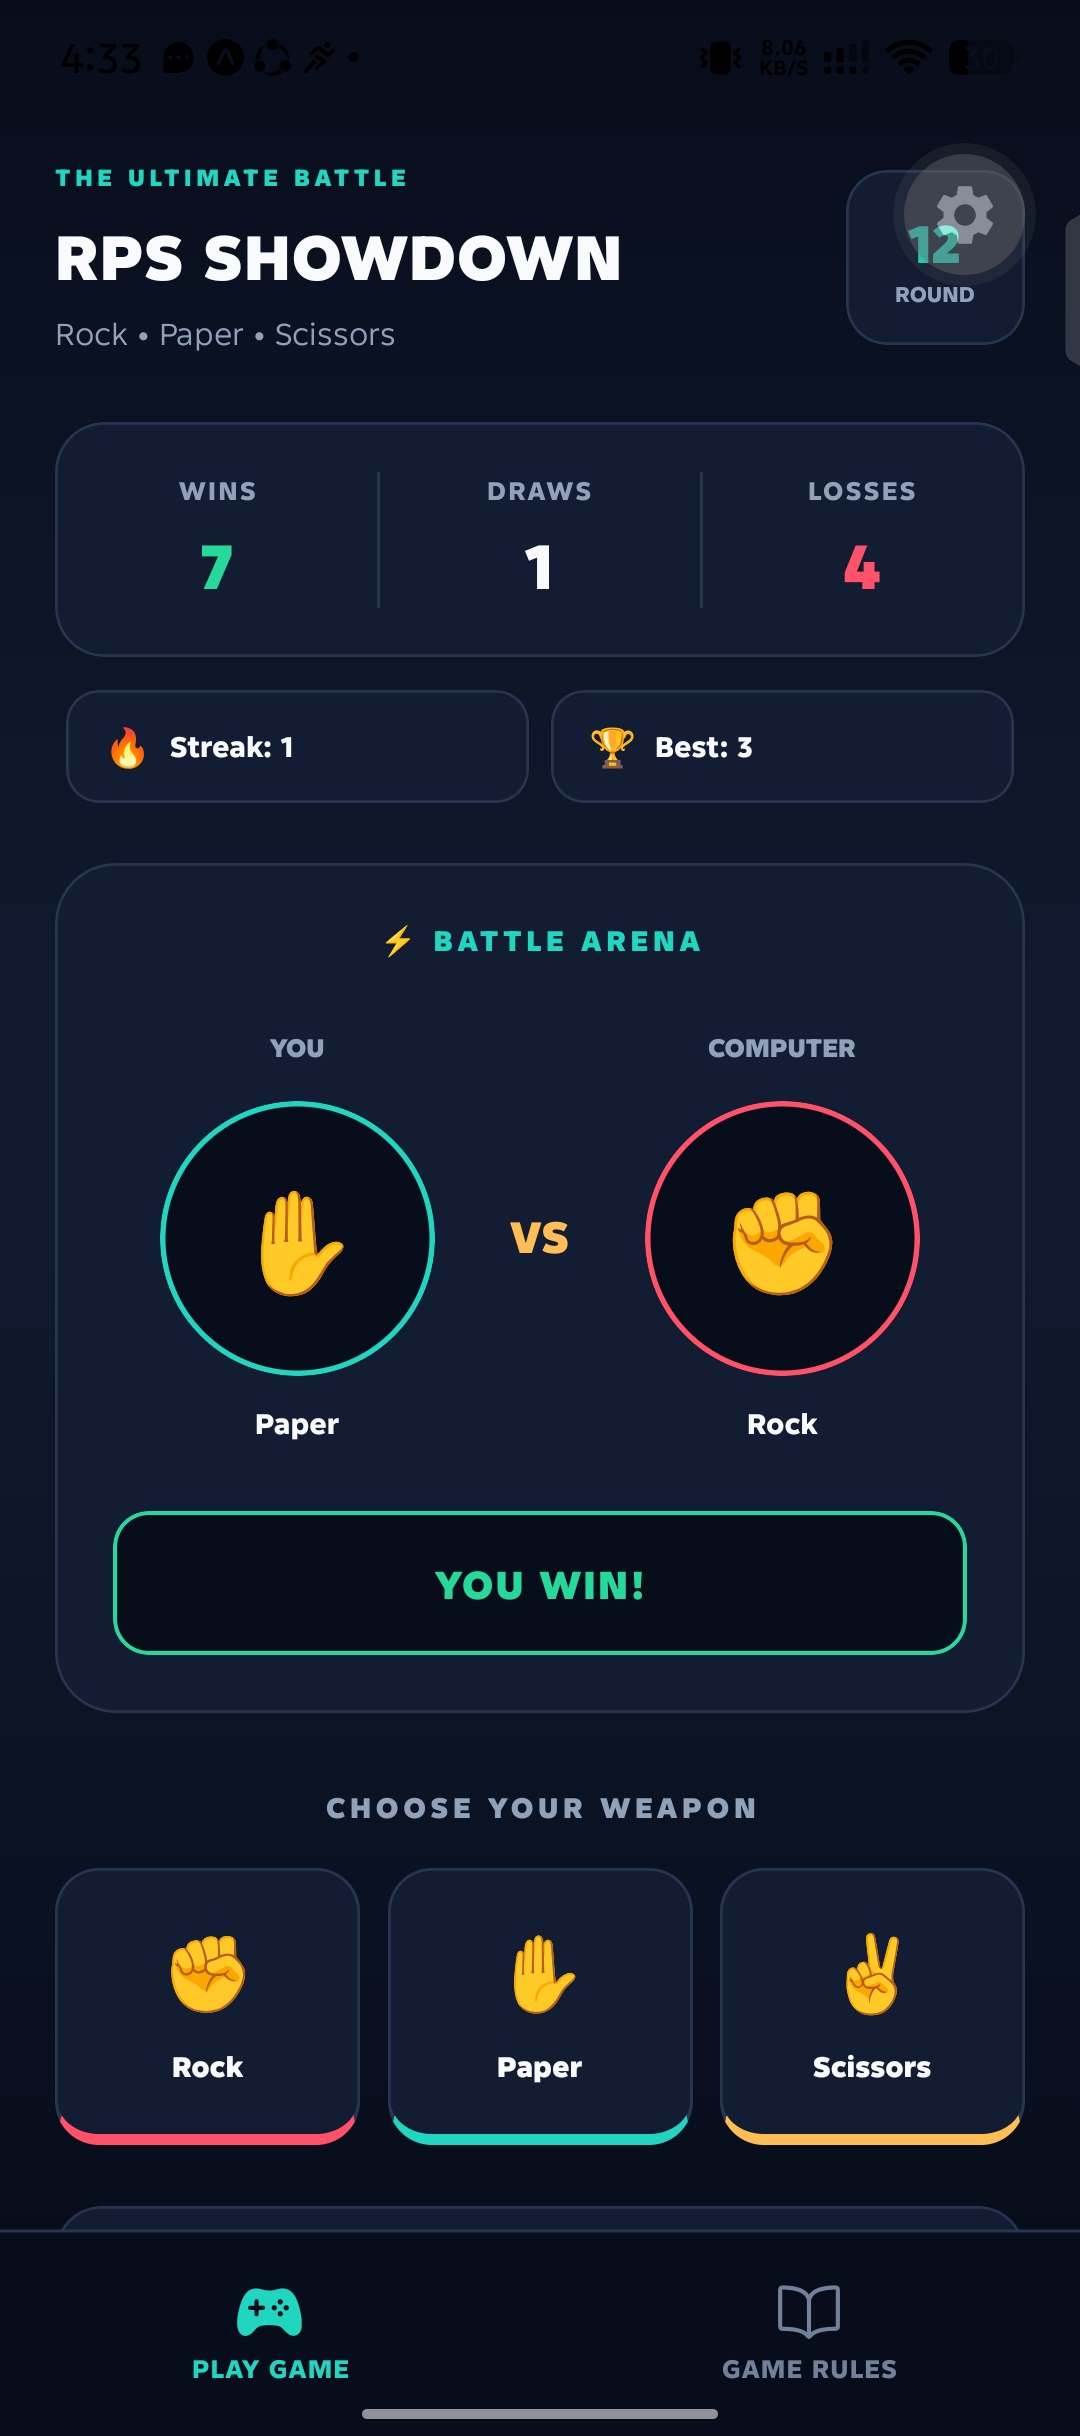 4:33
8.06
KB/S
30
THE ULTIMATE BATTLE
RPS SHOWDOWN
Rock • Paper • Scissors
12
ROUND
WINS
DRAWS
LOSSES
7
1
4
Streak: 1
Best: 3
BATTLE ARENA
YOU
COMPUTER
VS
Paper
Rock
YOU WIN!
CHOOSE YOUR WEAPON
Rock
Paper
Scissors
PLAY GAME
GAME RULES